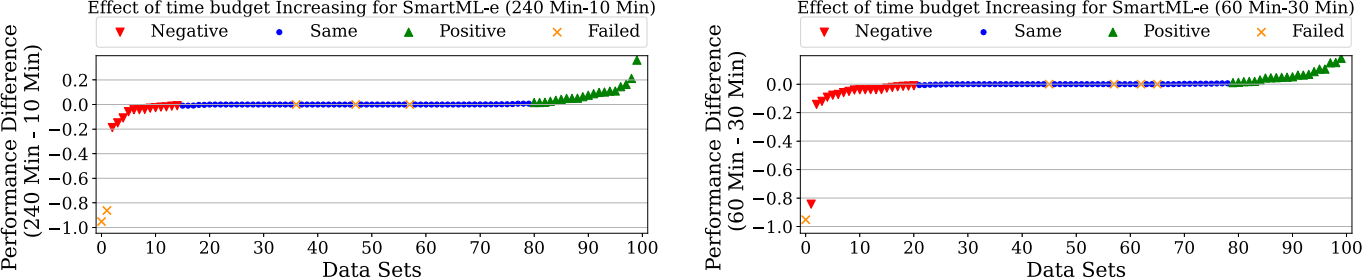 Effect of time budget Increasing for SmartML-e (240 Min-10 Min)
Negative Same Positive Failed
Performance Difference
(240 Min - 10 Min)
0.2
0.0
−0.2
−0.4
−0.6
−0.8
−1.0
0 10 20 30 40 50 60 70 80 90 100
Data Sets
Effect of time budget Increasing for SmartML-e (60 Min-30 Min)
Negative Same Positive Failed
Performance Difference
(60 Min - 30 Min)
0.0
−0.2
−0.4
−0.6
−0.8
−1.0
0 10 20 30 40 50 60 70 80 90 100
Data Sets